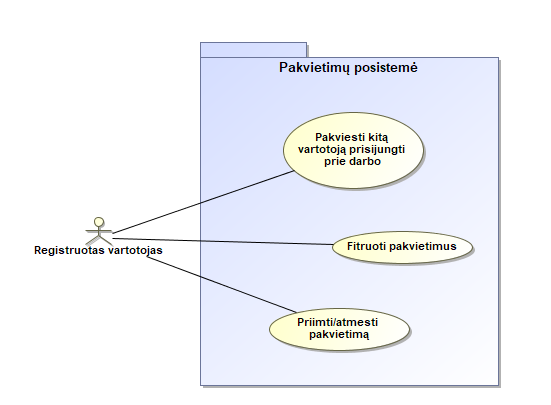 Pakvietimų posistemė
Pakviesti kitą
vartotoją prisijungti
prie darbo
Registruotas vartotojas
Fitruoti pakvietimus
Priimti/atmesti
pakvietimą